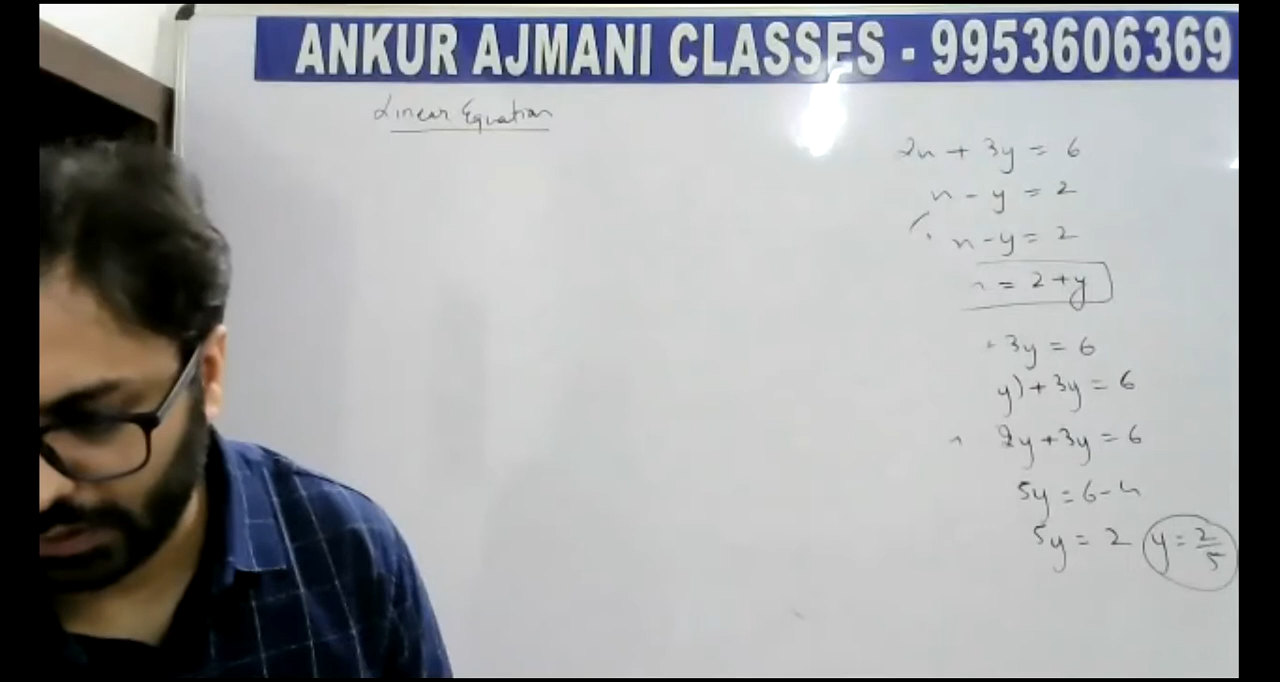 ANKUR AJMANI CLASSES - 9953606369
Linear Equation
2x + 3y = 6
x - y = 2
x - y = 2
x = 2 + y
+ 3y = 6
y) + 3y = 6
2y + 3y = 6
5y = 6 - 4
5y = 2 y = 2/5